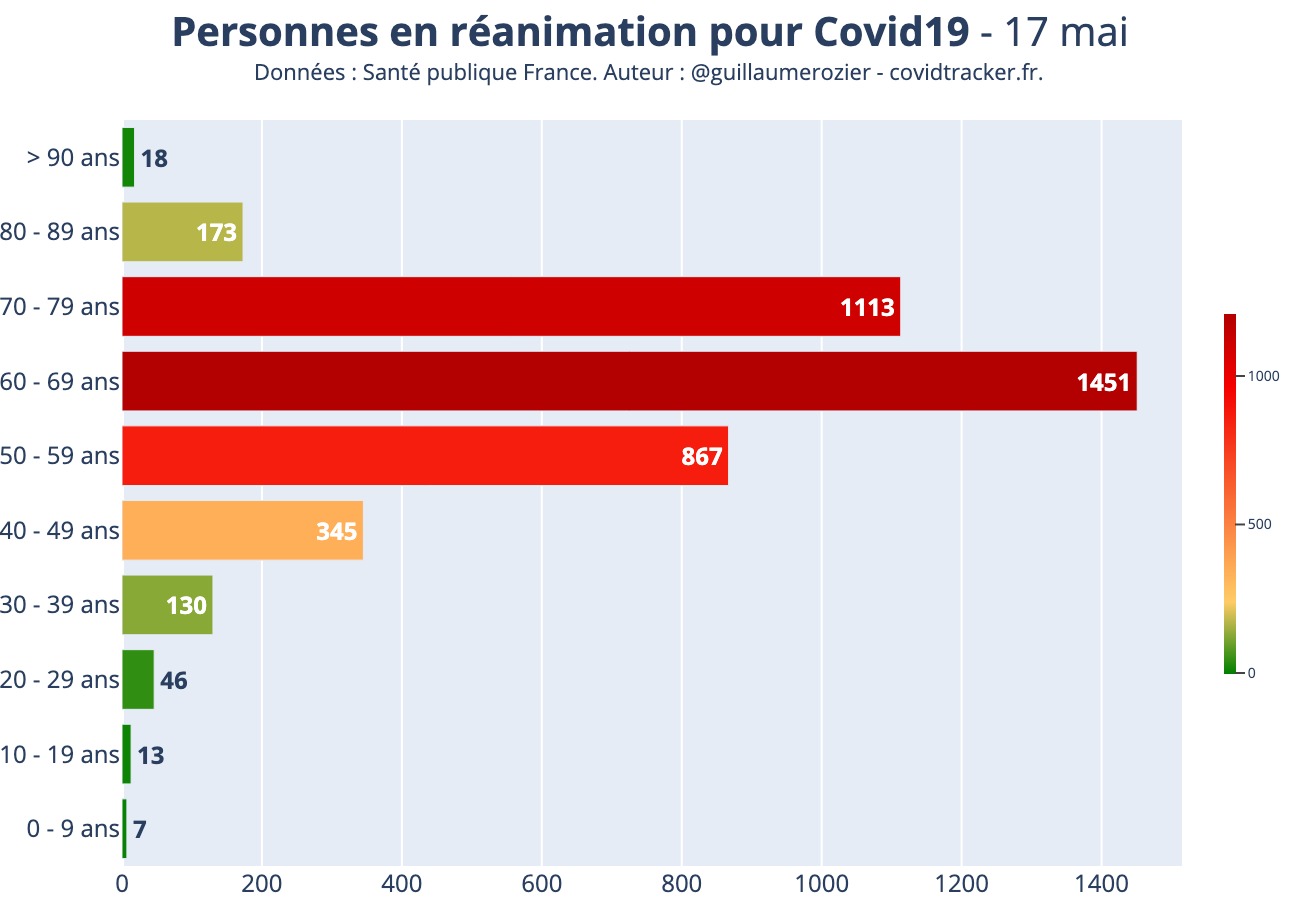 Personnes en réanimation pour Covid19 - 17 mai
Données : Santé publique France. Auteur : @guillaumerozier - covidtracker.fr.
> 90 ans 18
80 - 89 ans 173
70 - 79 ans 1113
60 - 69 ans 1451
50 - 59 ans 867
40 - 49 ans 345
30 - 39 ans 130
20 - 29 ans 46
10 - 19 ans 13
0 - 9 ans 7
0 200 400 600 800 1000 1200 1400
1000
500
0